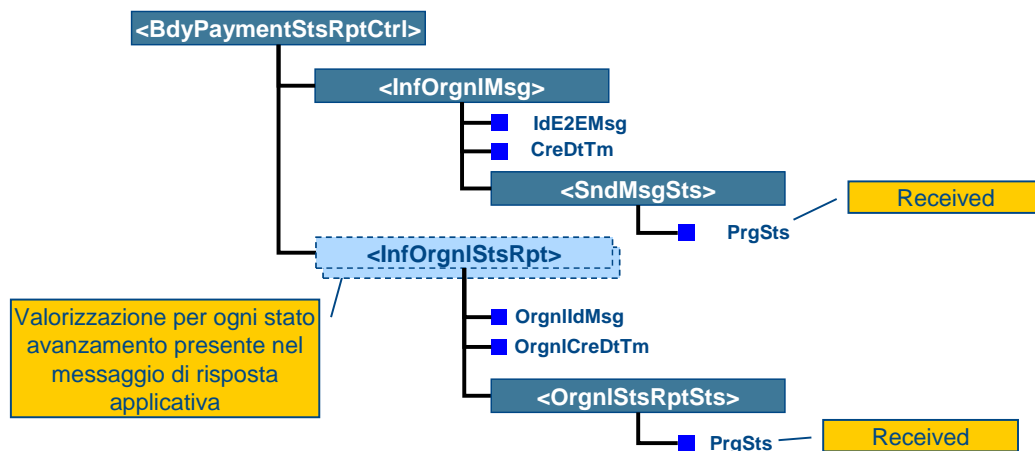 <BdyPaymentStsRptCtrl>
<InfOrgnlMsg>
IdE2EMsg
CreDtTm
<SndMsgSts>
Received
PrgSts
<InfOrgnlStsRpt>
Valorizzazione per ogni stato
avanzamento presente nel
messaggio di risposta
applicativa
OrgnlIdMsg
OrgnlCreDtTm
<OrgnlStsRptSts>
PrgSts
Received